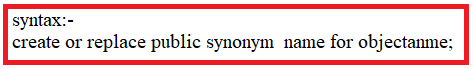 syntax:-
create or replace public synonym  name for objectanme;